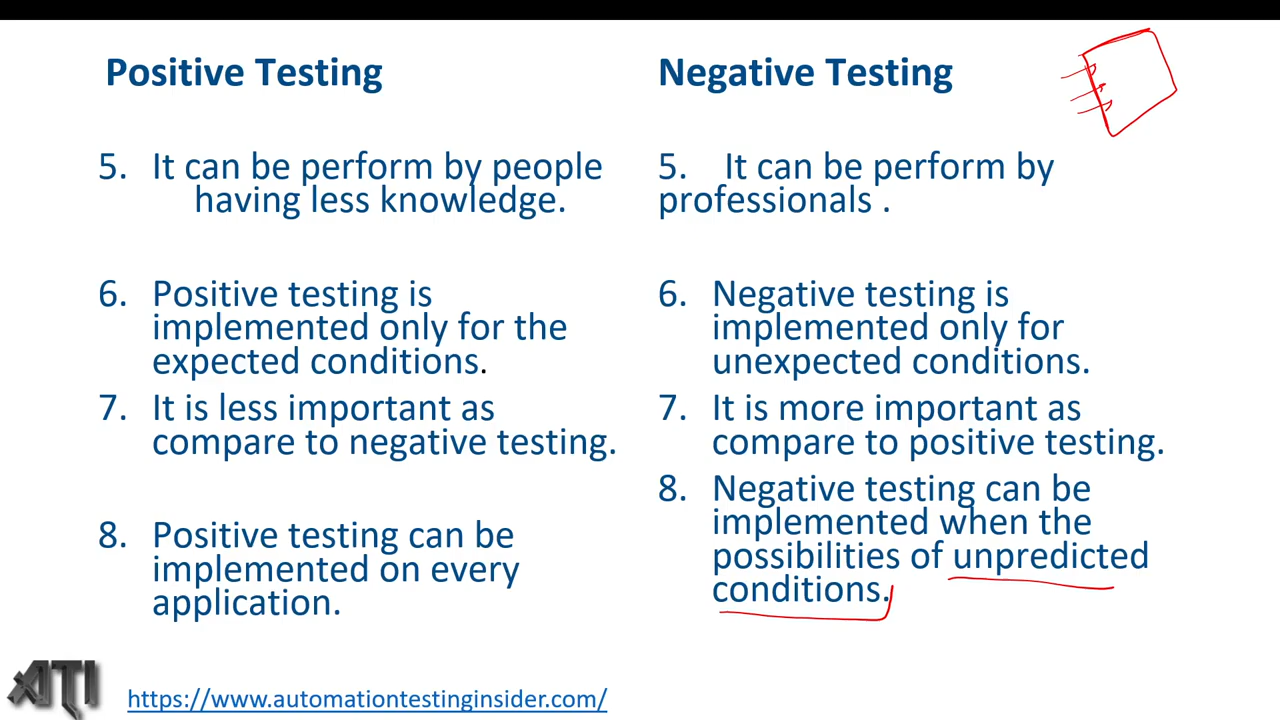 Positive Testing
5. It can be perform by people
having less knowledge.
6. Positive testing is
implemented only for the
expected conditions.
7. It is less important as
compare to negative testing.
8. Positive testing can be
implemented on every
application.
Negative Testing
5. It can be perform by
professionals .
6. Negative testing is
implemented only for
unexpected conditions.
7. It is more important as
compare to positive testing.
8. Negative testing can be
implemented when the
possibilities of unpredicted
conditions.
ATI
https://www.automationtestinginsider.com/